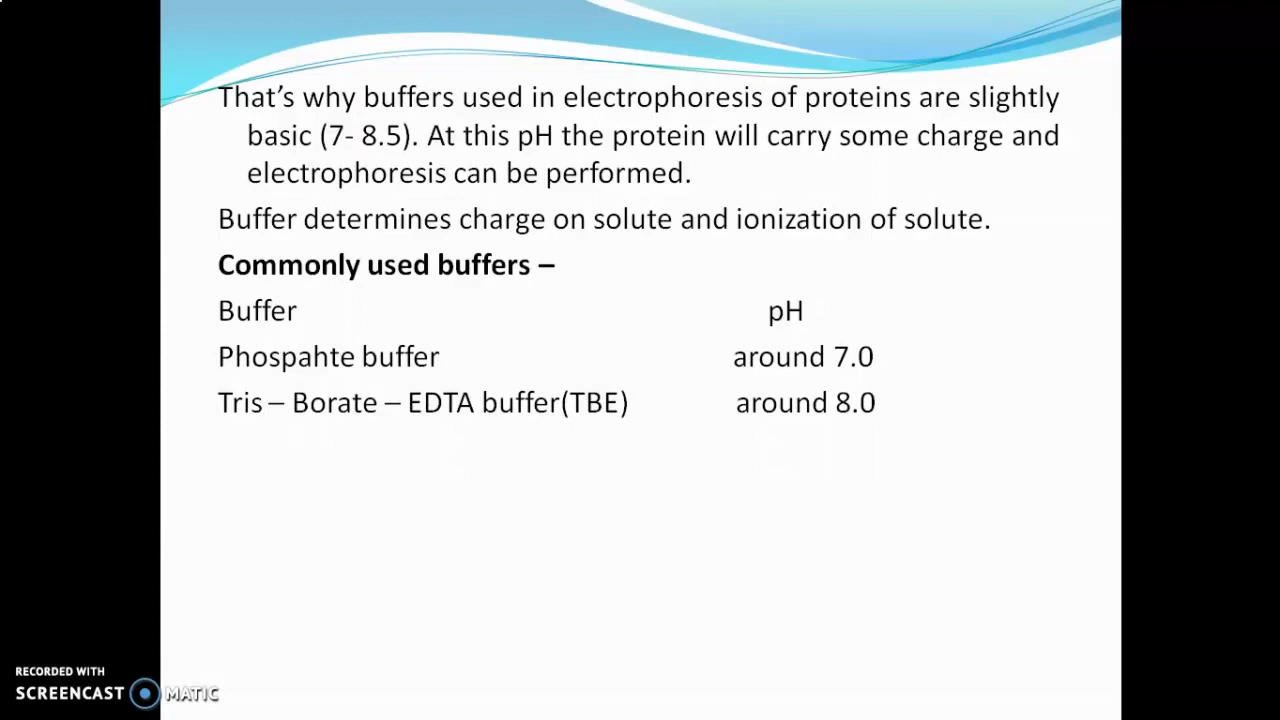 That's why buffers used in electrophoresis of proteins are slightly
basic (7- 8.5). At this pH the protein will carry some charge and
electrophoresis can be performed.
Buffer determines charge on solute and ionization of solute.
Commonly used buffers –
Buffer pH
Phospahte buffer around 7.0
Tris – Borate – EDTA buffer(TBE) around 8.0
RECORDED WITH
SCREENCAST MATIC